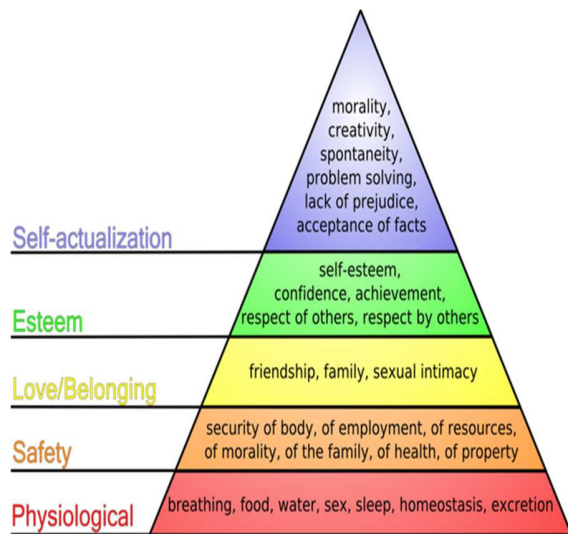 morality,
creativity,
spontaneity,
problem solving,
lack of prejudice,
acceptance of facts
Self-actualization
self-esteem,
confidence, achievement,
respect of others, respect by others
Esteem
friendship, family, sexual intimacy
Love/Belonging
security of body, of employment, of resources,
of morality, of the family, of health, of property
Safety
breathing, food, water, sex, sleep, homeostasis, excretion
Physiological